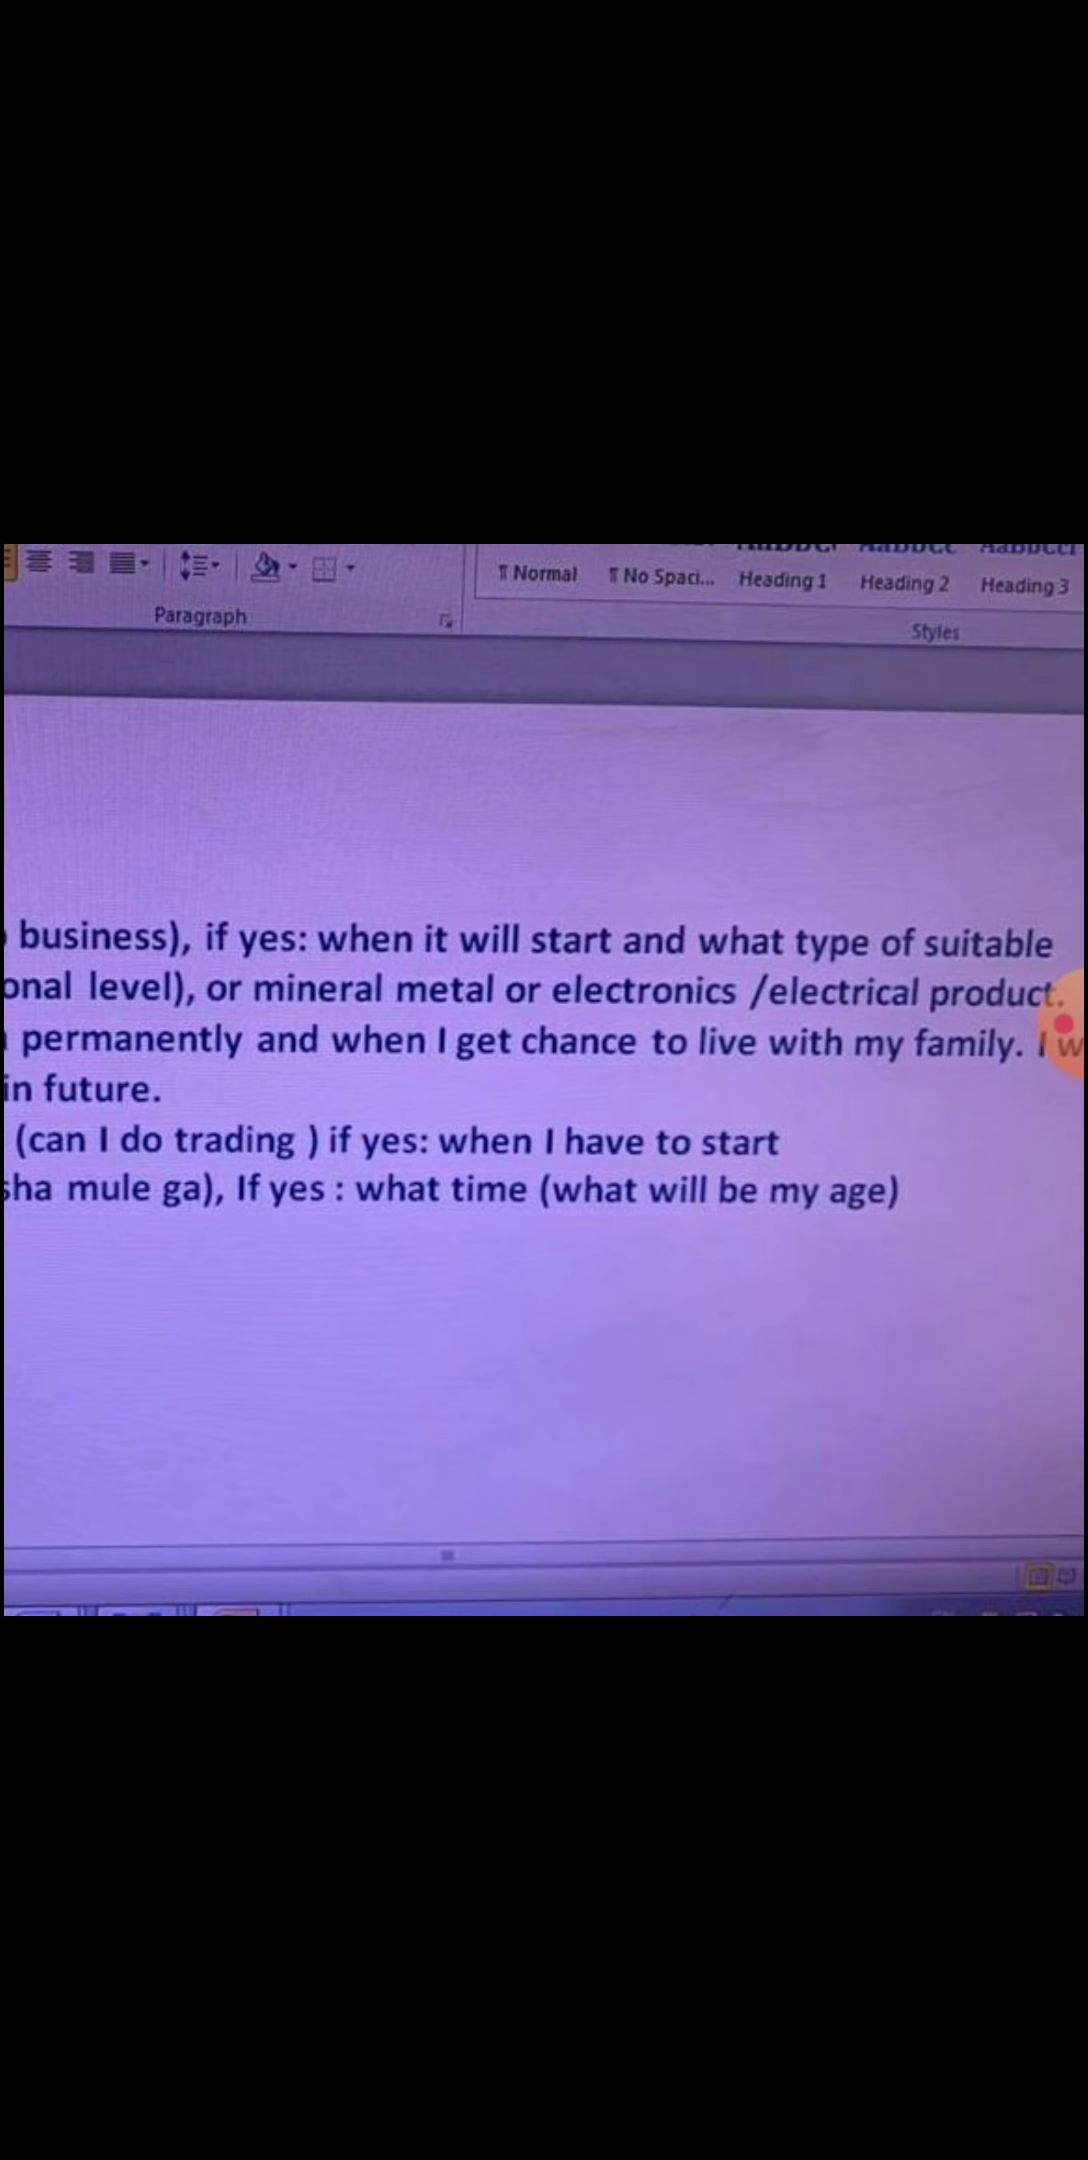 Normal No Spaci... Heading 1 Heading 2 Heading 3
Paragraph
Styles
business), if yes: when it will start and what type of suitable
onal level), or mineral metal or electronics /electrical product.
permanently and when I get chance to live with my family. I w
in future.
(can I do trading ) if yes: when I have to start
sha mule ga), If yes : what time (what will be my age)